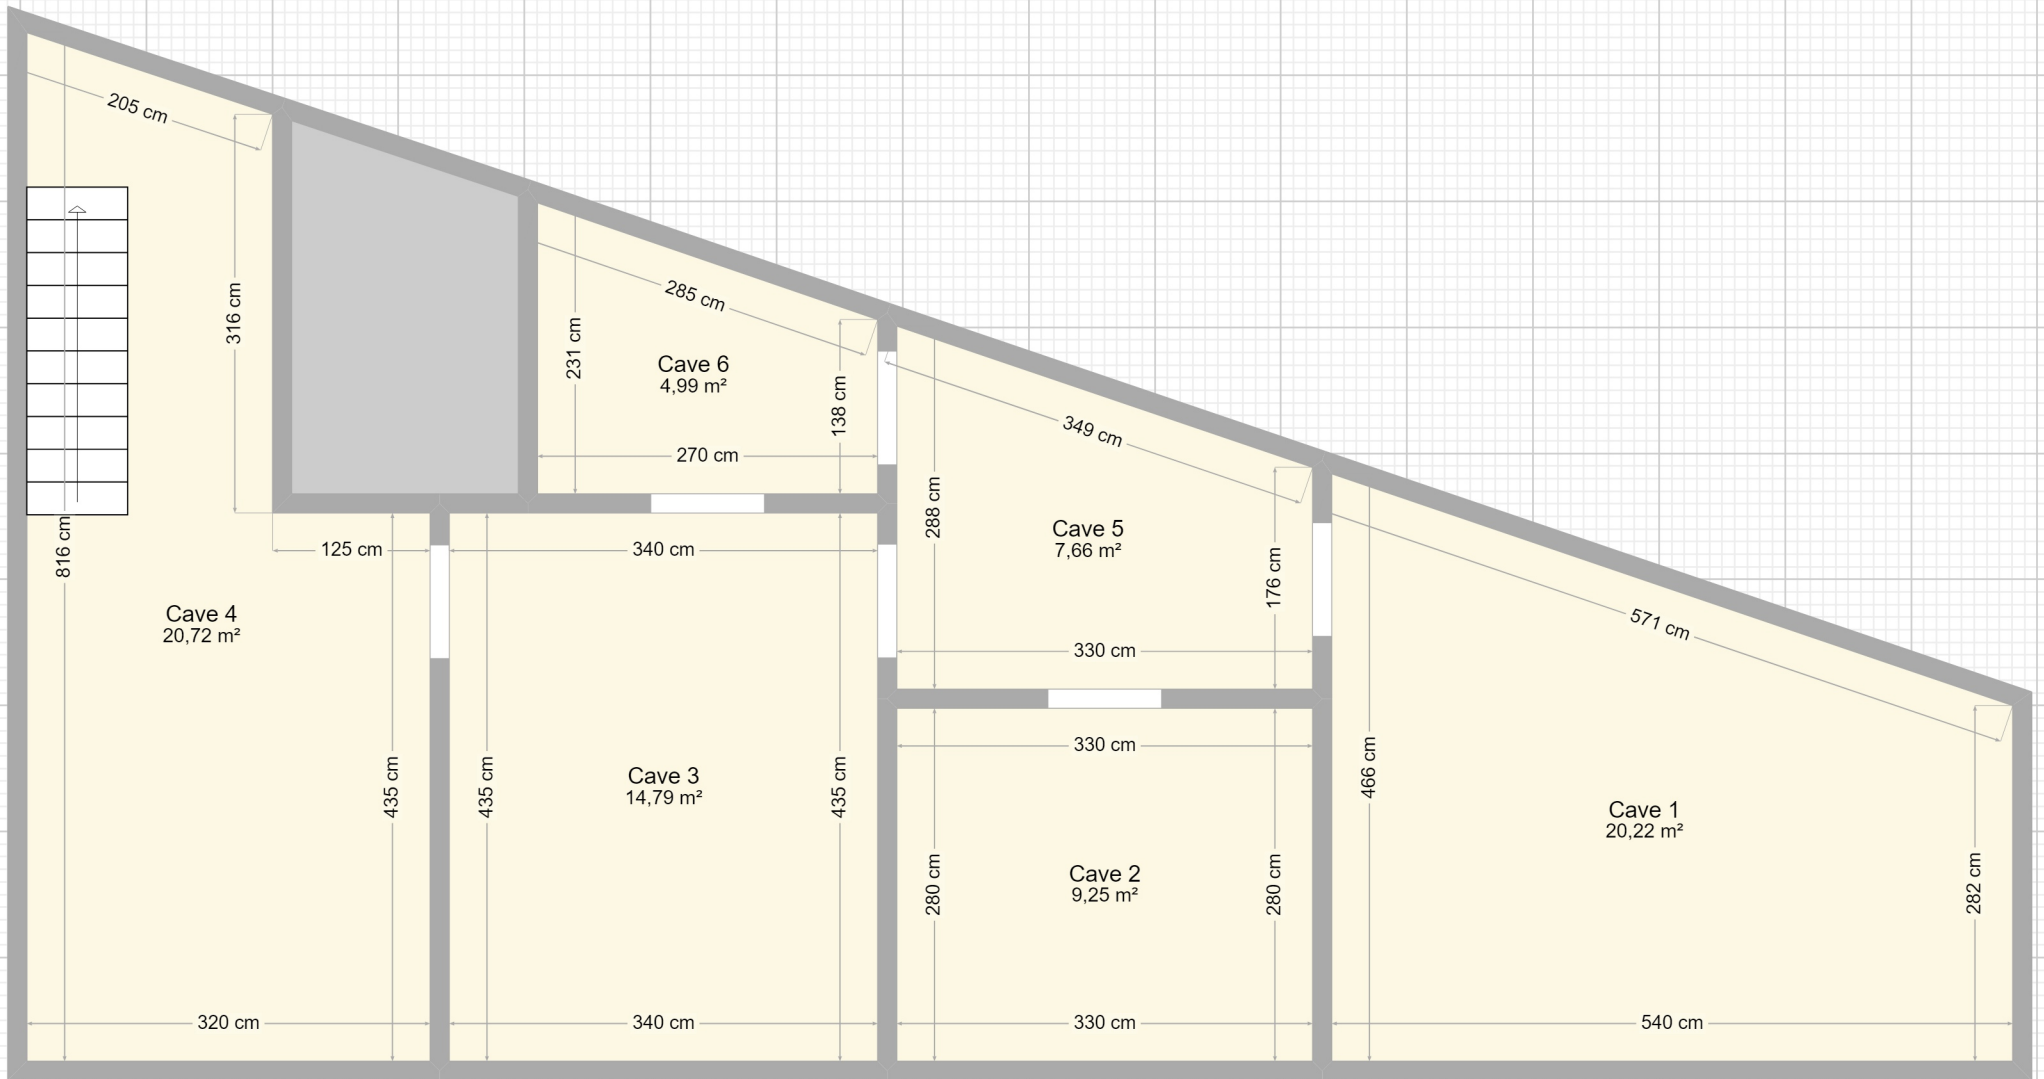 205 cm
316 cm
816 cm
125 cm
Cave 4
20,72 m²
435 cm
320 cm
285 cm
231 cm
Cave 6
4,99 m²
138 cm
270 cm
340 cm
435 cm
Cave 3
14,79 m²
435 cm
340 cm
349 cm
288 cm
Cave 5
7,66 m²
176 cm
330 cm
330 cm
280 cm
Cave 2
9,25 m²
280 cm
330 cm
571 cm
466 cm
Cave 1
20,22 m²
282 cm
540 cm